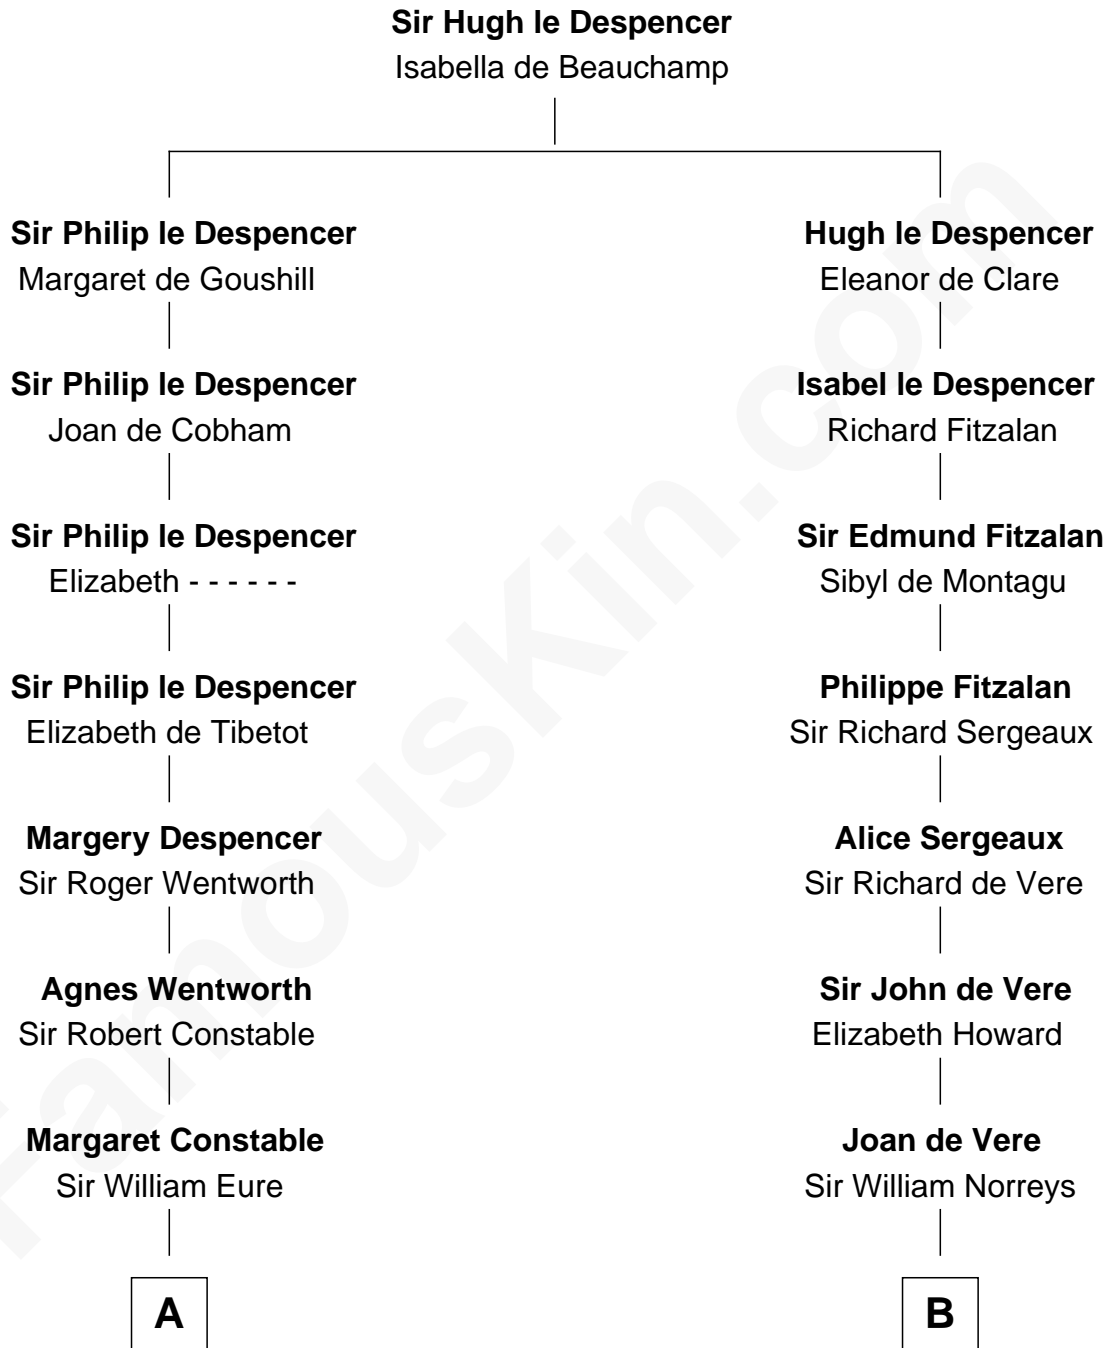 Sir Hugh le Despencer
Isabella de Beauchamp
Sir Philip le Despencer
Margaret de Goushill
Hugh le Despencer
Eleanor de Clare
Sir Philip le Despencer
Joan de Cobham
Isabel le Despencer
Richard Fitzalan
Sir Philip le Despencer
Elizabeth - - - - - -
Sir Edmund Fitzalan
Sibyl de Montagu
Sir Philip le Despencer
Elizabeth de Tibetot
Philippe Fitzalan
Sir Richard Sergeaux
Margery Despencer
Sir Roger Wentworth
Alice Sergeaux
Sir Richard de Vere
Agnes Wentworth
Sir Robert Constable
Sir John de Vere
Elizabeth Howard
Margaret Constable
Sir William Eure
Joan de Vere
Sir William Norreys
A
B
FamousKin.com